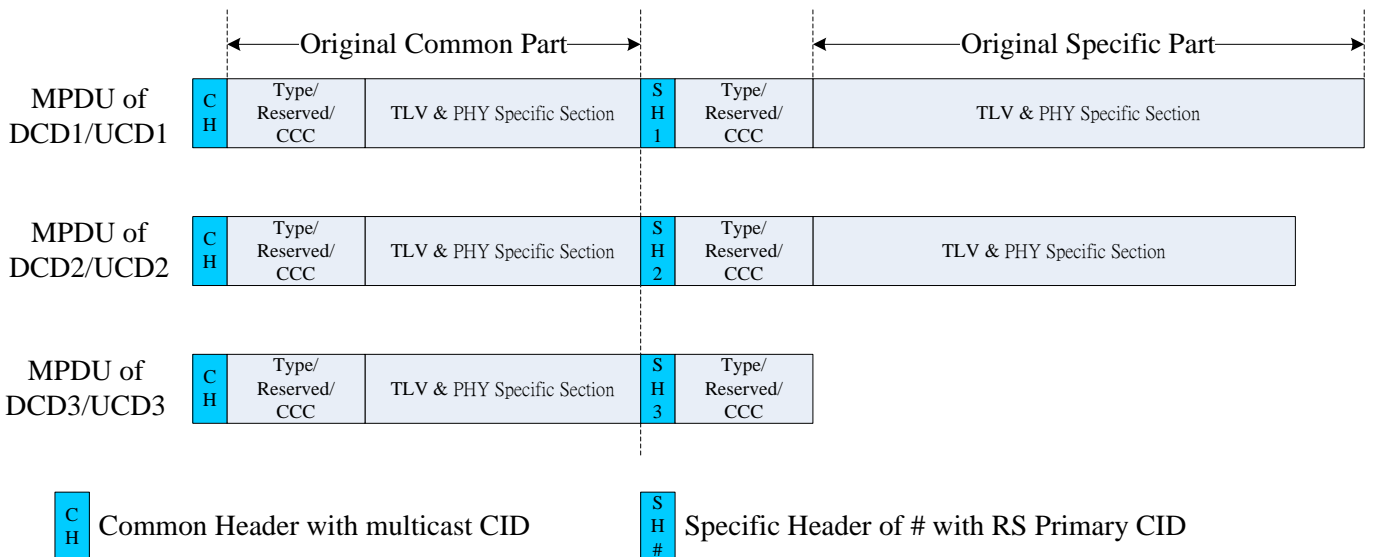 Original Common Part
Original Specific Part
MPDU of
DCD1/UCD1
C
H
Type/
Reserved/
CCC
TLV & PHY Specific Section
S
H
1
Type/
Reserved/
CCC
TLV & PHY Specific Section
MPDU of
DCD2/UCD2
C
H
Type/
Reserved/
CCC
TLV & PHY Specific Section
S
H
2
Type/
Reserved/
CCC
TLV & PHY Specific Section
MPDU of
DCD3/UCD3
C
H
Type/
Reserved/
CCC
TLV & PHY Specific Section
S
H
3
Type/
Reserved/
CCC
C
H
Common Header with multicast CID
S
H
#
Specific Header of # with RS Primary CID